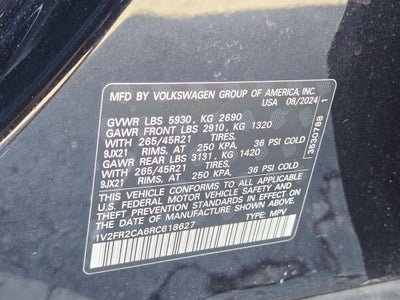 MFD. BY VOLKSWAGEN GROUP OF AMERICA, INC.
USA 08/2024
GVWR LBS 5930, KG 2690
GAWR FRONT LBS 2910, KG 1320
WITH 265/45R21 TIRES.
9JX21 RIMS. AT 250 KPA. 36 PSI COLD
GAWR REAR LBS 3131, KG 1420
WITH 265/45R21 TIRES.
9JX21 RIMS. AT 250 KPA. 36 PSI COLD
THIS VEHICLE CONFORMS TO ALL APPLICABLE
U.S. FEDERAL MOTOR VEHICLE SAFETY AND
THEFT PREVENTION STANDARDS IN EFFECT
ON THE DATE OF MANUFACTURE SHOWN ABOVE.
1V2FR2CA6RC618627 TYPE: MPV
3530788 1